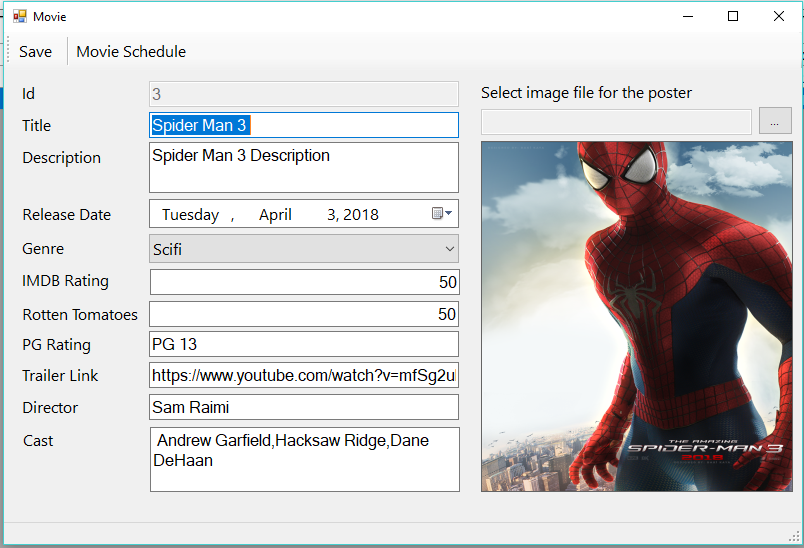 Movie
Save
Movie Schedule
Id
3
Title
Spider Man 3
Description
Spider Man 3 Description
Release Date
Tuesday , April 3, 2018
Genre
Scifi
IMDB Rating
50
Rotten Tomatoes
50
PG Rating
PG 13
Trailer Link
https://www.youtube.com/watch?v=mfSg2u
Director
Sam Raimi
Cast
Andrew Garfield,Hacksaw Ridge,Dane
DeHaan
Select image file for the poster
...
THE AMAZING
SPIDER-MAN 3
2018